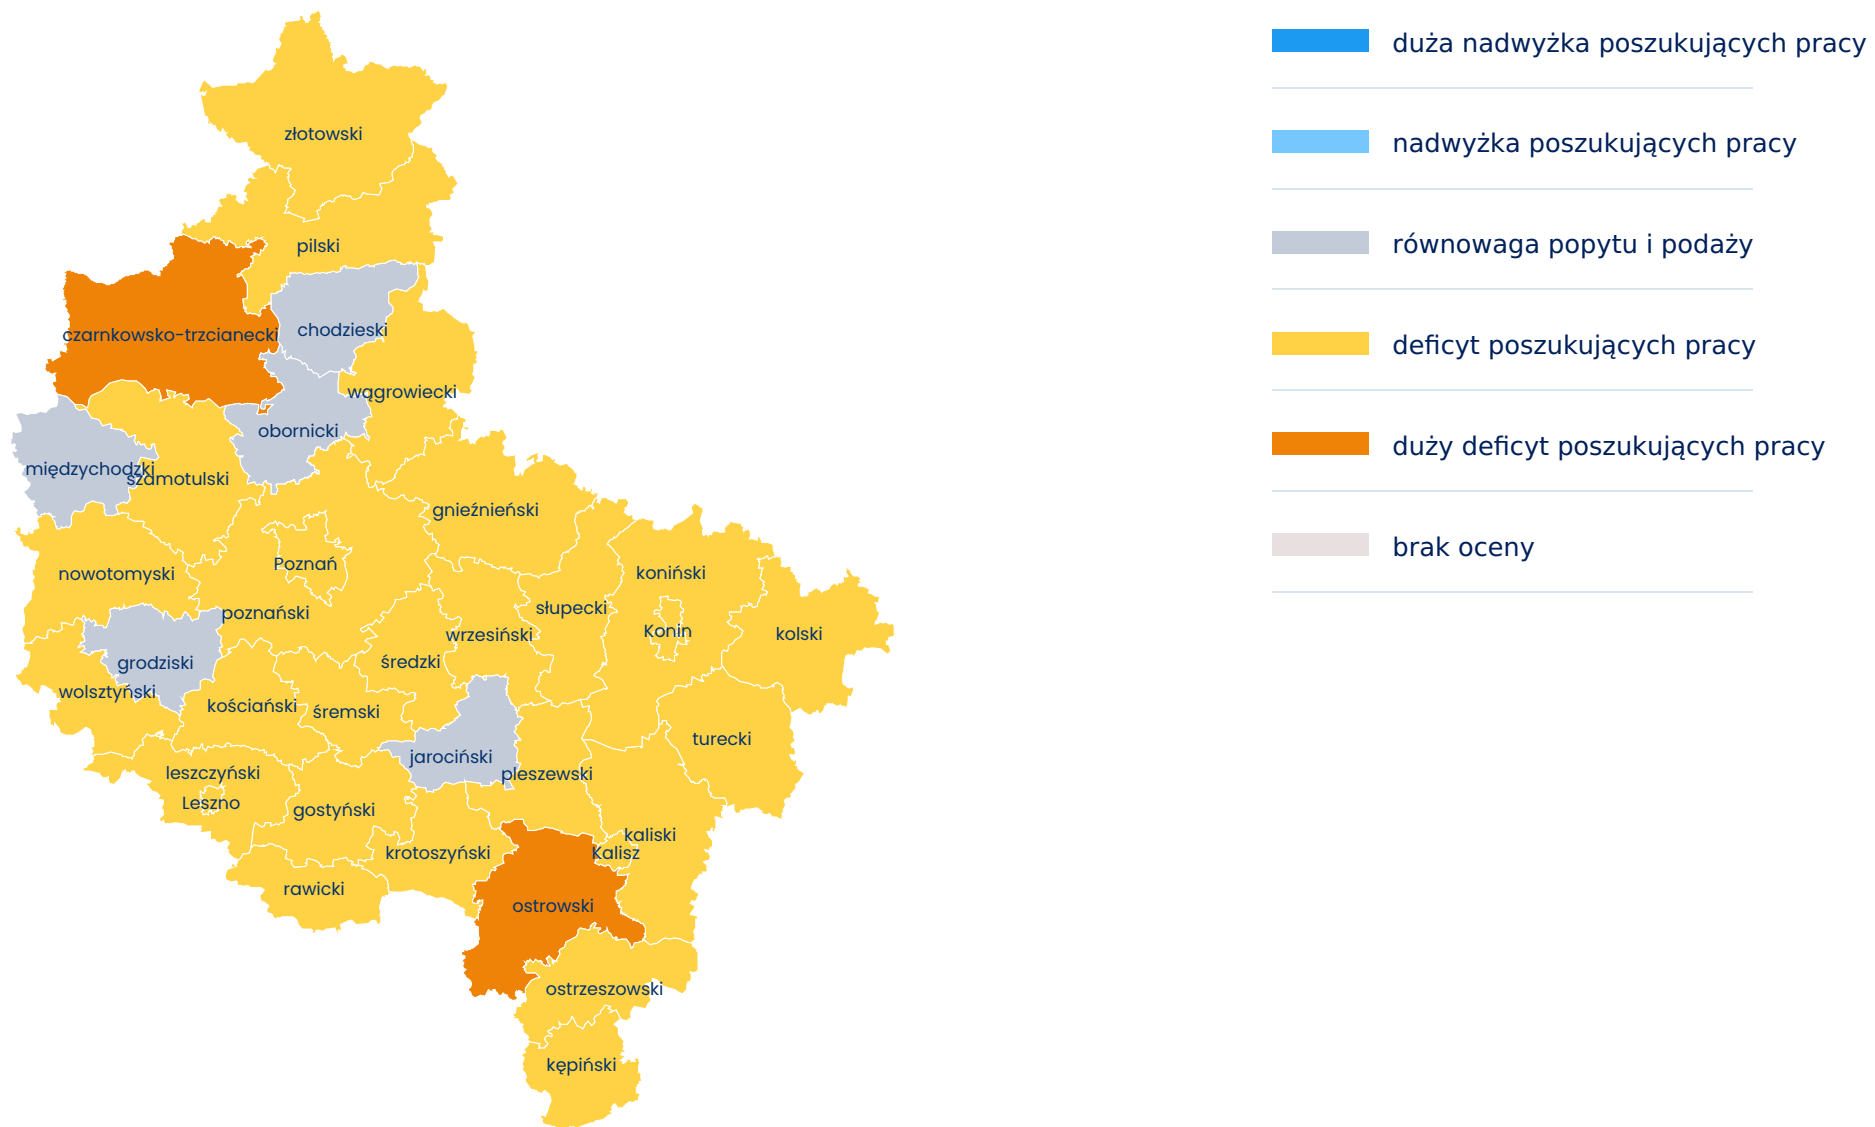 złotowski
pilski
czarnkowsko-trzcianecki
chodzieski
wągrowiecki
obornicki
międzychodzki
szamotulski
gnieźnieński
Poznań
nowotomyski
koniński
poznański
słupecki
Konin
wrzesiński
kolski
grodziski
średzki
wolsztyński
kościański
śremski
turecki
jarociński
leszczyński
pleszewski
Leszno
gostyński
kaliski
krotoszyński
Kalisz
rawicki
ostrowski
ostrzeszowski
kępiński
duża nadwyżka poszukujących pracy
nadwyżka poszukujących pracy
równowaga popytu i podaży
deficyt poszukujących pracy
duży deficyt poszukujących pracy
brak oceny